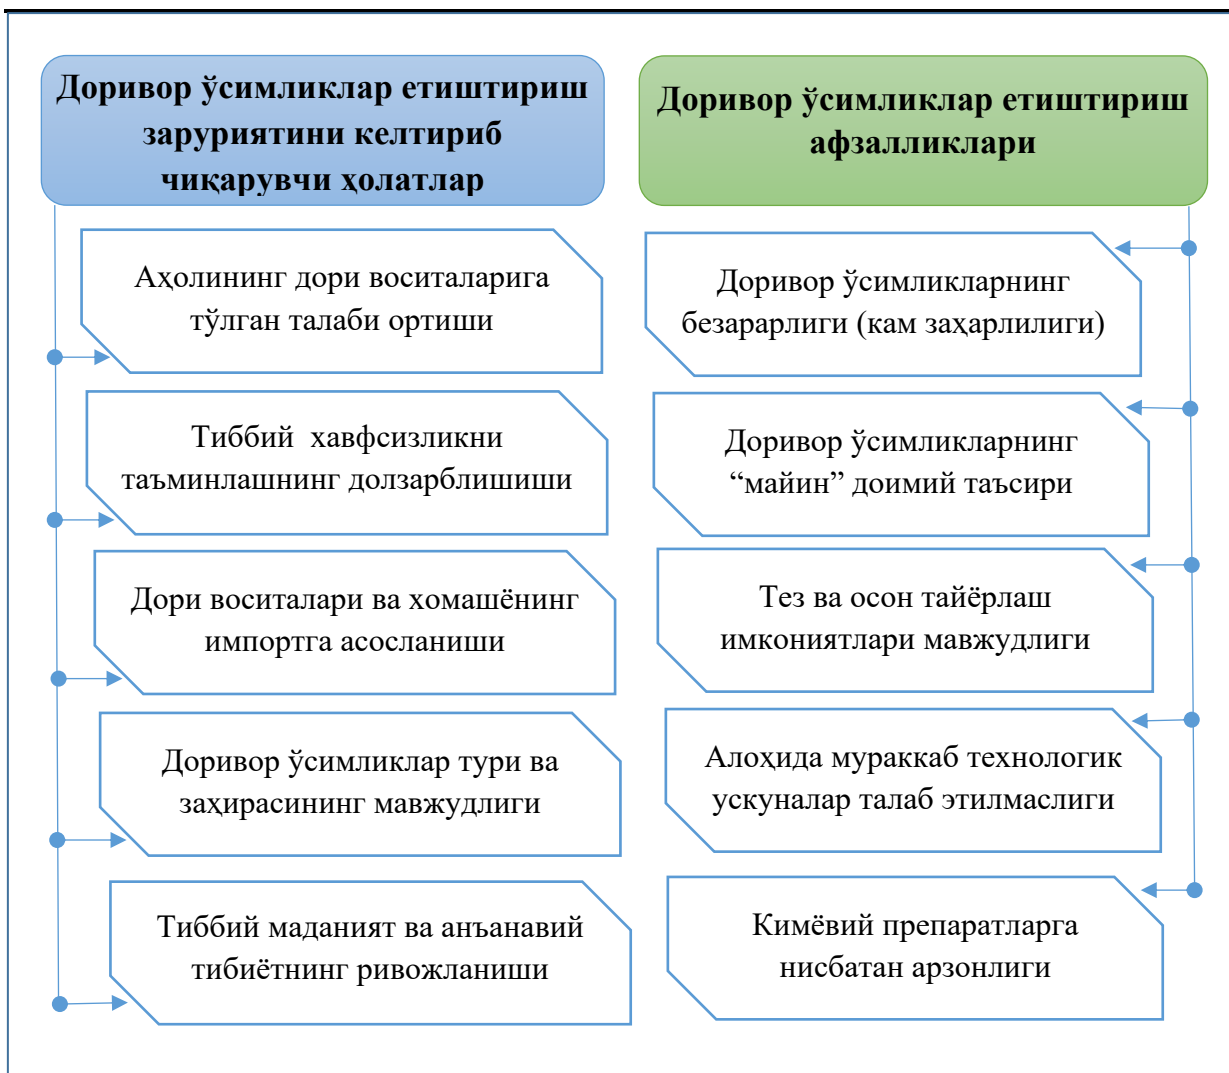 Доривор ўсимликлар етиштириш
заруриятини келтириб
чиқарувчи ҳолатлар
Аҳолининг дори воситаларига
тўлган талаби ортиши
Тиббий хавфсизликни
таъминлашнинг долзарблишиши
Дори воситалари ва хомашёнинг
импортга асосланиши
Доривор ўсимликлар тури ва
заҳирасининг мавжудлиги
Тиббий маданият ва анъанавий
тибиётнинг ривожланиши
Доривор ўсимликлар етиштириш
афзалликлари
Доривор ўсимликларнинг
безарарлиги (кам заҳарлилиги)
Доривор ўсимликларнинг
“майин” доимий таъсири
Тез ва осон тайёрлаш
имкониятлари мавжудлиги
Алоҳида мураккаб технологик
ускуналар талаб этилмаслиги
Кимёвий препаратларга
нисбатан арзонлиги